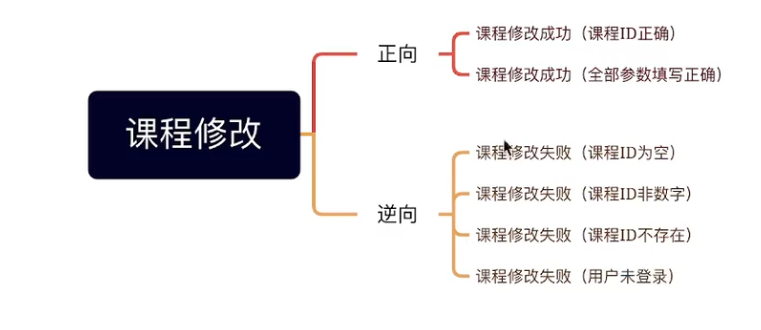 课程修改
正向
课程修改成功（课程ID正确）
课程修改成功（全部参数填写正确）
逆向
课程修改失败（课程ID为空）
课程修改失败（课程ID非数字）
课程修改失败（课程ID不存在）
课程修改失败（用户未登录）